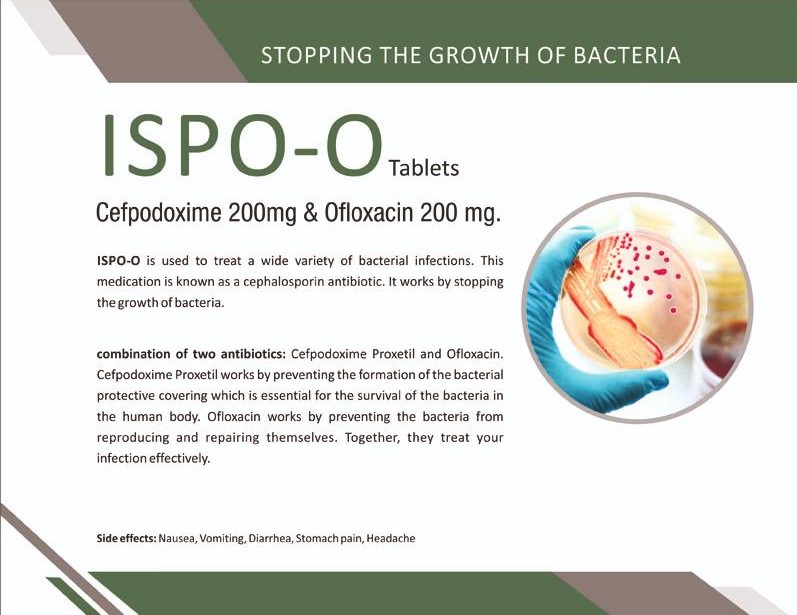 STOPPING THE GROWTH OF BACTERIA
ISPO-O Tablets
Cefpodoxime 200mg & Ofloxacin 200 mg.
ISPO-O is used to treat a wide variety of bacterial infections. This
medication is known as a cephalosporin antibiotic. It works by stopping
the growth of bacteria.
combination of two antibiotics: Cefpodoxime Proxetil and Ofloxacin.
Cefpodoxime Proxetil works by preventing the formation of the bacterial
protective covering which is essential for the survival of the bacteria in
the human body. Ofloxacin works by preventing the bacteria from
reproducing and repairing themselves. Together, they treat your
infection effectively.
Side effects: Nausea, Vomiting, Diarrhea, Stomach pain, Headache